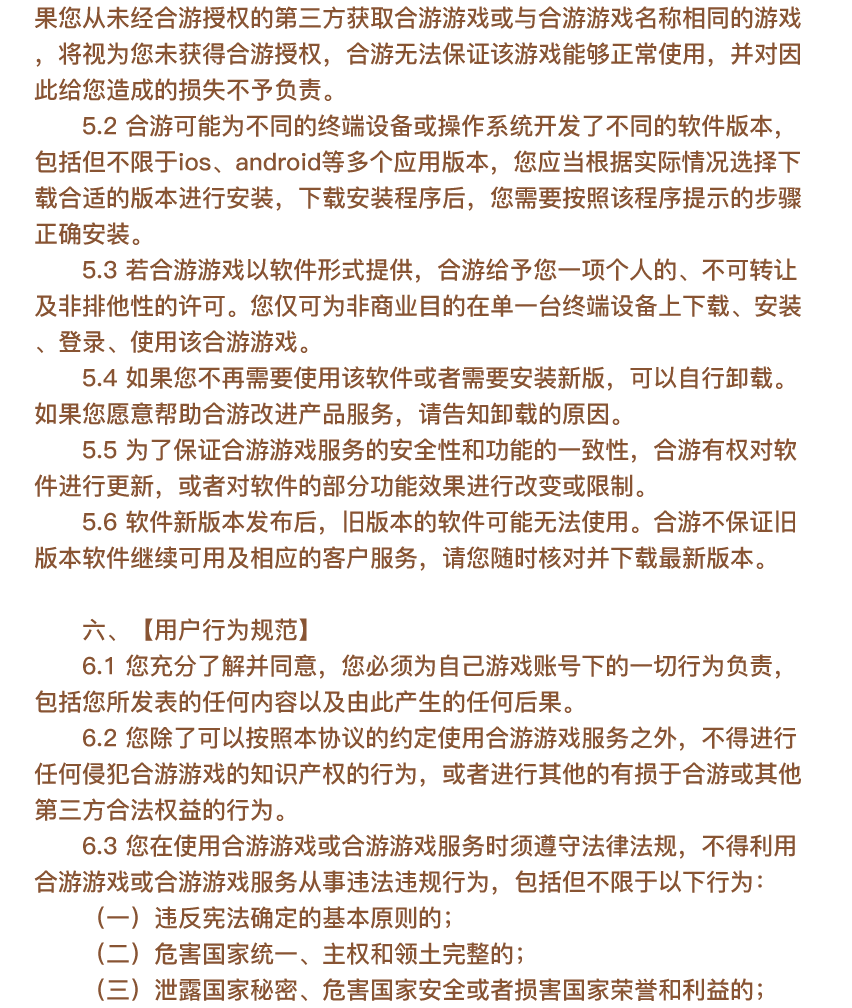 果您从未经合游授权的第三方获取合游游戏或与合游游戏名称相同的游戏
，将视为您未获得合游授权，合游无法保证该游戏能够正常使用，并对因
此给您造成的损失不予负责。
5.2 合游可能为不同的终端设备或操作系统开发了不同的软件版本，
包括但不限于ios、android等多个应用版本，您应当根据实际情况选择下
载合适的版本进行安装，下载安装程序后，您需要按照该程序提示的步骤
正确安装。
5.3 若合游游戏以软件形式提供，合游给予您一项个人的、不可转让
及非排他性的许可。您仅可为非商业目的在单一台终端设备上下载、安装
、登录、使用该合游游戏。
5.4 如果您不再需要使用该软件或者需要安装新版，可以自行卸载。
如果您愿意帮助合游改进产品服务，请告知卸载的原因。
5.5 为了保证合游游戏服务的安全性和功能的一致性，合游有权对软
件进行更新，或者对软件的部分功能效果进行改变或限制。
5.6 软件新版本发布后，旧版本的软件可能无法使用。合游不保证旧
版本软件继续可用及相应的客户服务，请您随时核对并下载最新版本。
六、【用户行为规范】
6.1 您充分了解并同意，您必须为自己游戏账号下的一切行为负责，
包括您所发表的任何内容以及由此产生的任何后果。
6.2 您除了可以按照本协议的约定使用合游游戏服务之外，不得进行
任何侵犯合游游戏的知识产权的行为，或者进行其他的有损于合游或其他
第三方合法权益的行为。
6.3 您在使用合游游戏或合游游戏服务时须遵守法律法规，不得利用
合游游戏或合游游戏服务从事违法违规行为，包括但不限于以下行为：
（一）违反宪法确定的基本原则的；
（二）危害国家统一、主权和领土完整的；
（三）泄露国家秘密、危害国家安全或者损害国家荣誉和利益的；